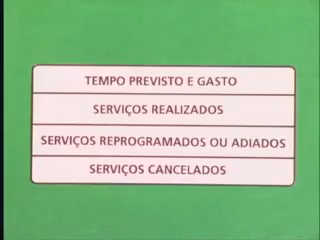 TEMPO PREVISTO E GASTO
SERVIÇOS REALIZADOS
SERVIÇOS REPROGRAMADOS OU ADIADOS
SERVIÇOS CANCELADOS